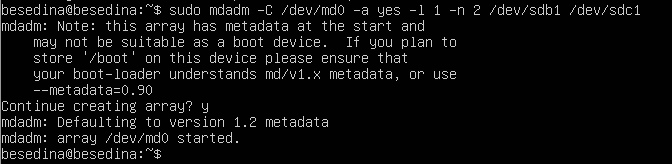 besedina@besedina:~$ sudo mdadm -C /dev/md0 -a yes -l 1 -n 2 /dev/sdb1 /dev/sdc1
mdadm: Note: this array has metadata at the start and
    may not be suitable as a boot device.  If you plan to
    store '/boot' on this device please ensure that
    your boot-loader understands md/v1.x metadata, or use
    --metadata=0.90
Continue creating array? y
mdadm: Defaulting to version 1.2 metadata
mdadm: array /dev/md0 started.
besedina@besedina:~$